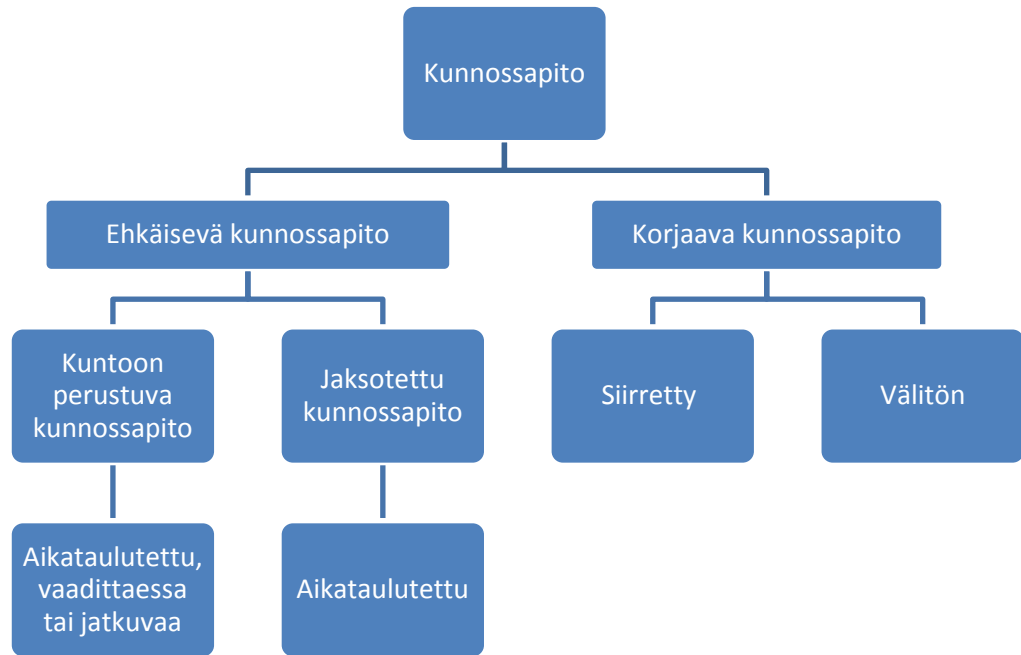 Kunnossapito
Ehkäisevä kunnossapito
Korjaava kunnossapito
Kuntoon
perustuva
kunnossapito
Jaksotettu
kunnossapito
Siirretty
Välitön
Aikataulutettu,
vaadittaessa
tai jatkuvaa
Aikataulutettu